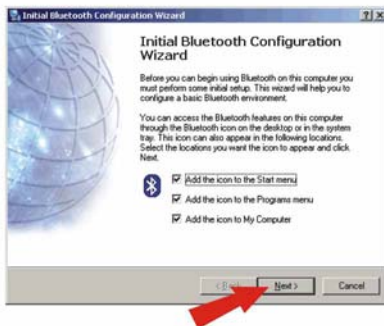 Initial Bluetooth Configuration Wizard
Initial Bluetooth Configuration
Wizard
Before you can begin using Bluetooth on this computer you
must perform some initial setup. This wizard will help you to
configure a basic Bluetooth environment.
You can access the Bluetooth features on this computer
through the Bluetooth icon on the desktop or in the system
tray. This icon can also appear in the following locations.
Select the locations you want the icon to appear and click
Next.
Add the icon to the Start menu
Add the icon to the Programs menu
Add the icon to My Computer
< Back Next > Cancel